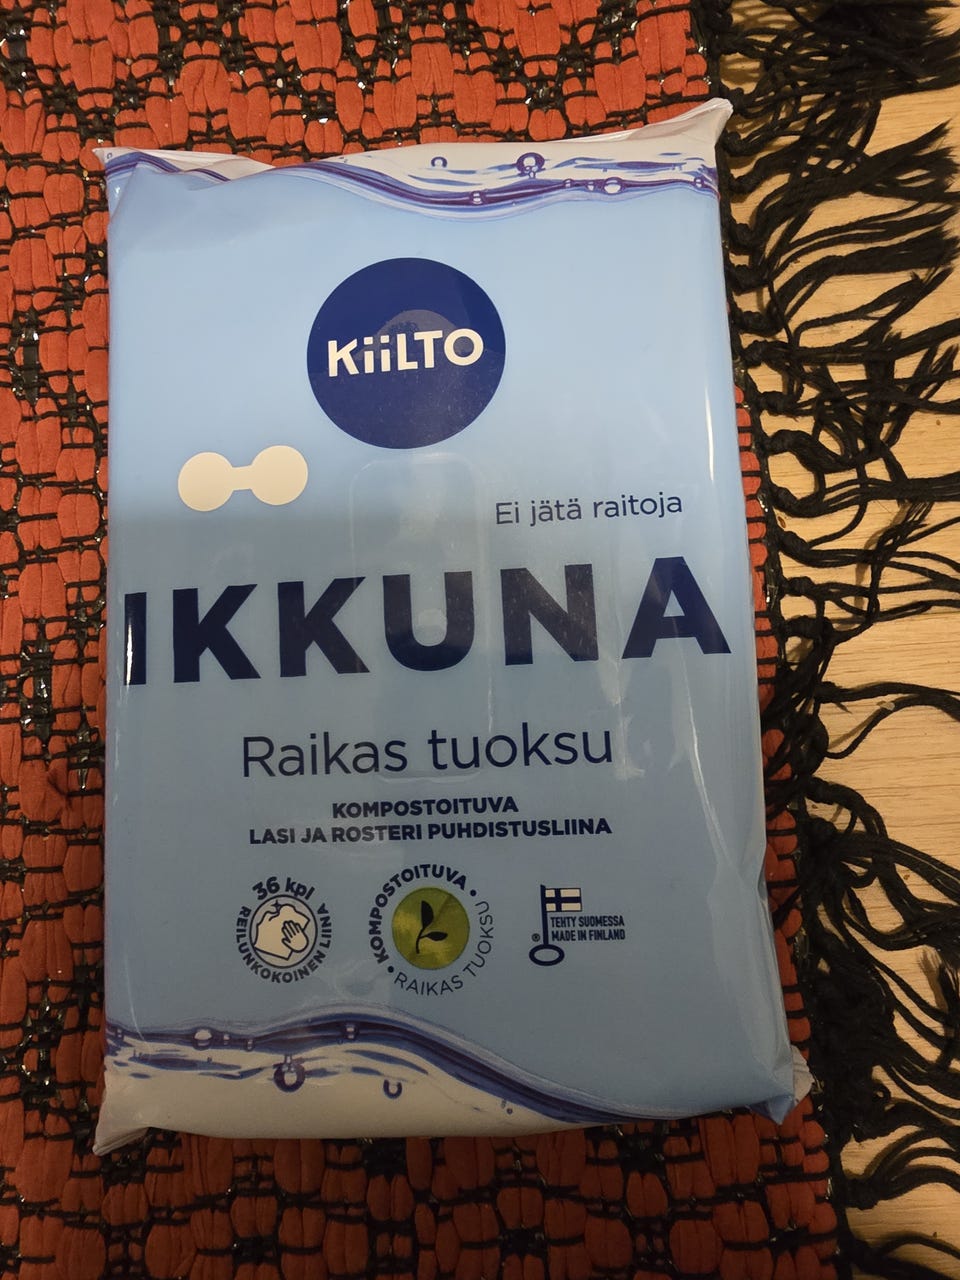 KiiLTO
Ei jätä raitoja
IKKUNA
Raikas tuoksu
KOMPOSTOITUVA
LASI JA ROSTERI PUHDISTUSLIINA
36 kpl
REILUNKOKOINEN LIINA
• KOMPOSTOITUVA •
RAIKAS TUOKSU
TEHTY SUOMESSA
MADE IN FINLAND
®